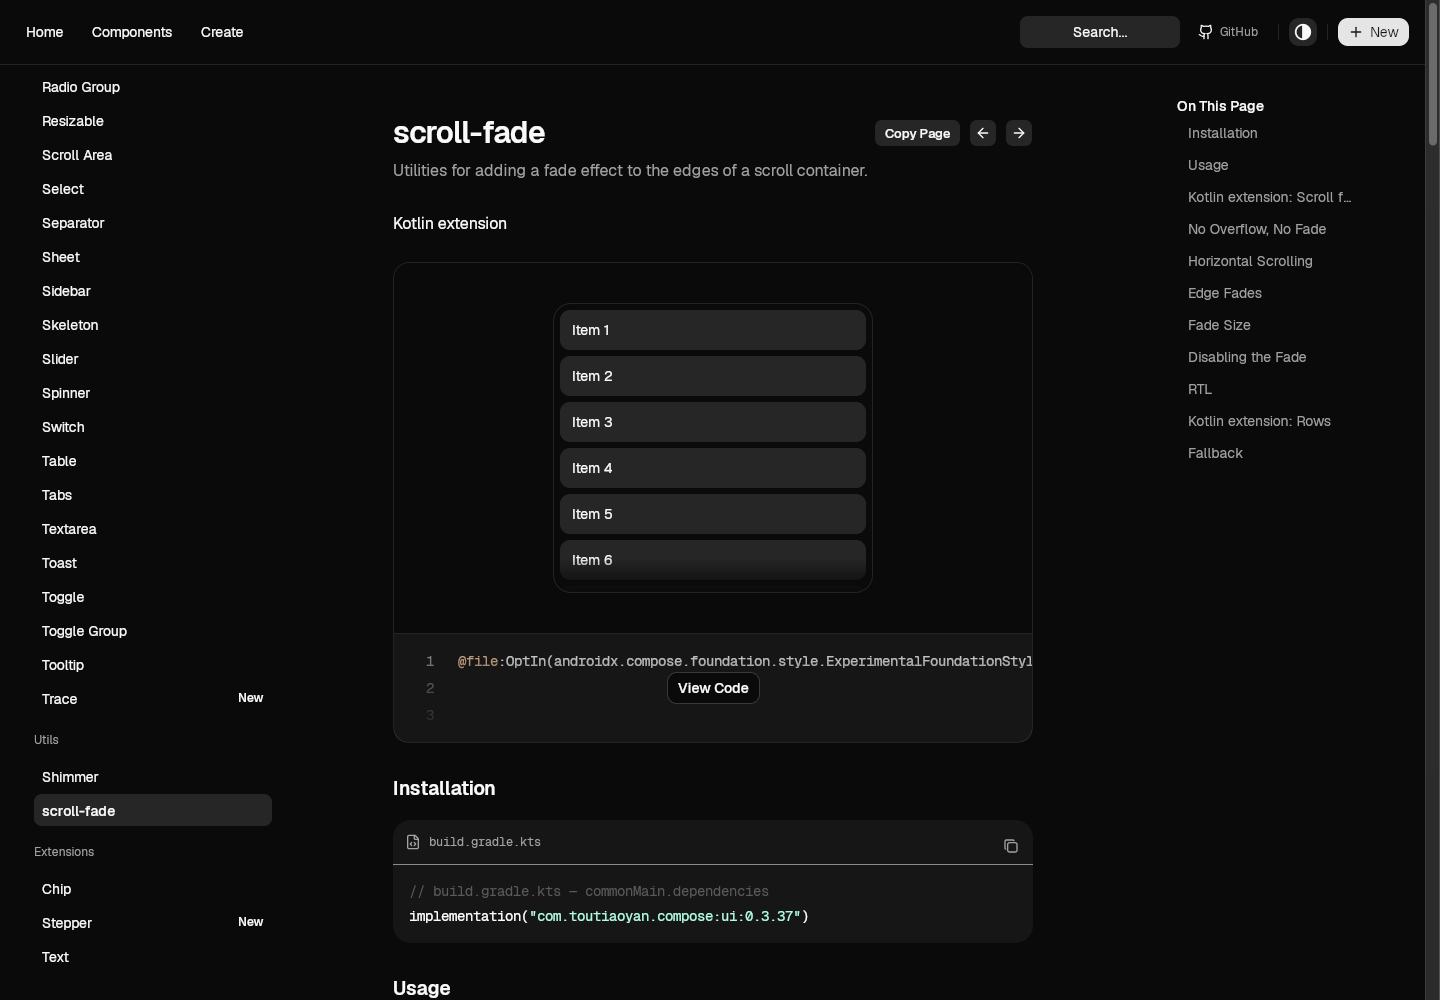 Home
Components
Create
Search...
GitHub
New
Radio Group
Resizable
Scroll Area
Select
Separator
Sheet
Sidebar
Skeleton
Slider
Spinner
Switch
Table
Tabs
Textarea
Toast
Toggle
Toggle Group
Tooltip
Trace New
Utils
Shimmer
scroll-fade
Extensions
Chip
Stepper New
Text
scroll-fade
Copy Page
Utilities for adding a fade effect to the edges of a scroll container.
Kotlin extension
Item 1
Item 2
Item 3
Item 4
Item 5
Item 6
1 @file:OptIn(androidx.compose.foundation.style.ExperimentalFoundationStyl
2
View Code
3
Installation
build.gradle.kts
// build.gradle.kts — commonMain.dependencies
implementation("com.toutiaoyan.compose:ui:0.3.37")
Usage
On This Page
Installation
Usage
Kotlin extension: Scroll f…
No Overflow, No Fade
Horizontal Scrolling
Edge Fades
Fade Size
Disabling the Fade
RTL
Kotlin extension: Rows
Fallback